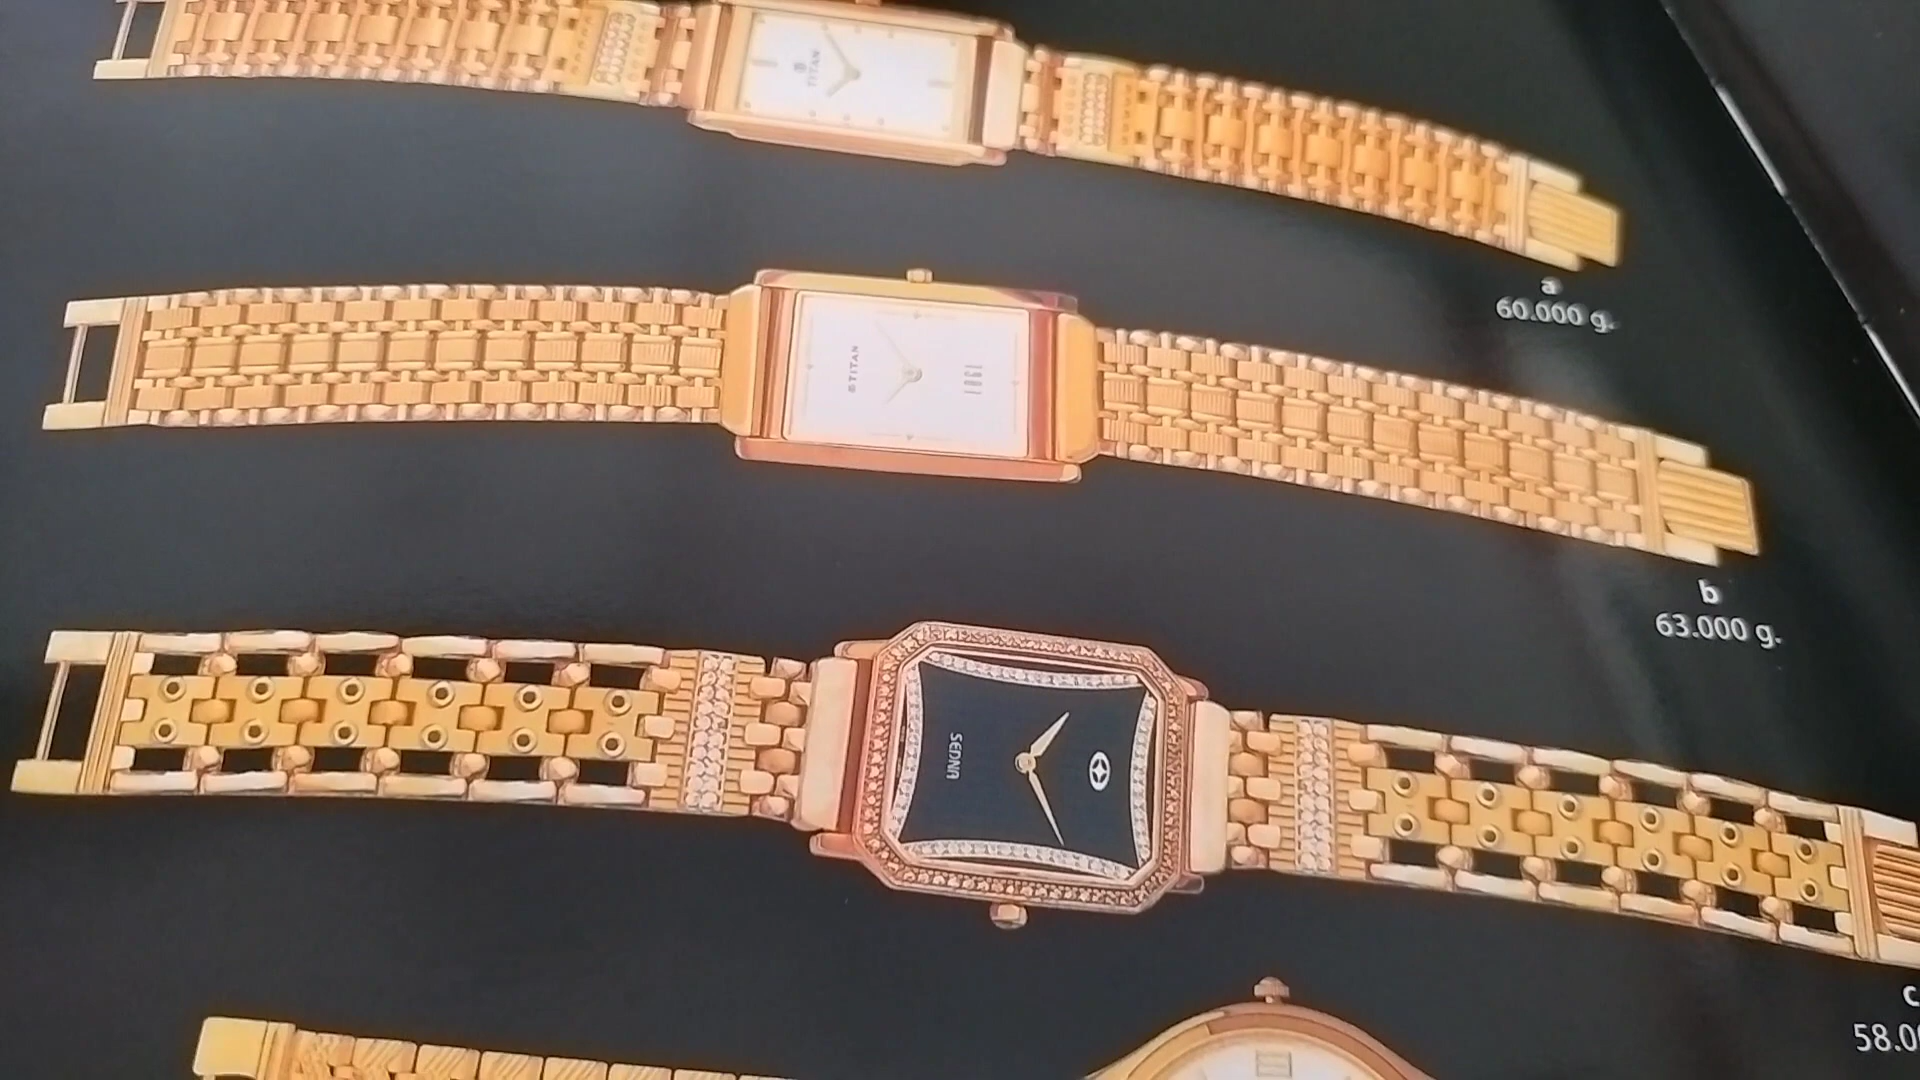 TITAN
a
60.000 g.
TITAN
b
63.000 g.
SEDNA
c